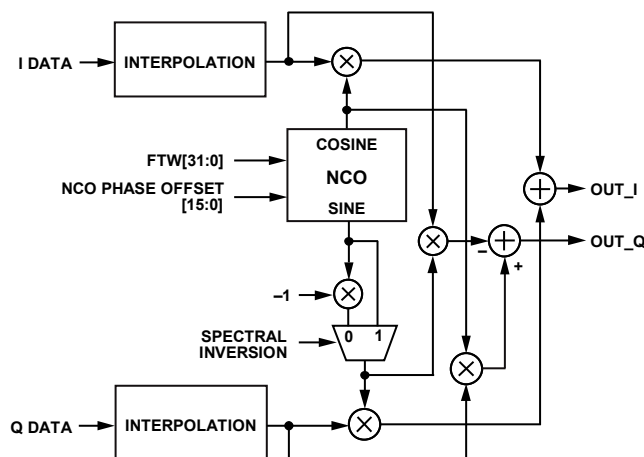 I DATA
INTERPOLATION
COSINE
NCO
SINE
FTW[31:0]
NCO PHASE OFFSET
[15:0]
OUT_I
OUT_Q
–
+
–1
0 1
SPECTRAL
INVERSION
Q DATA
INTERPOLATION